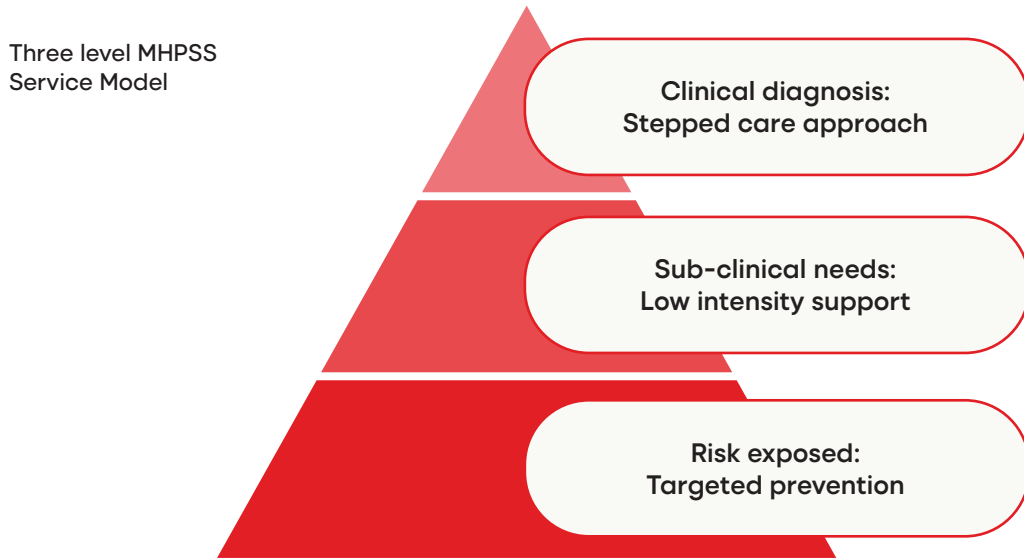 Three level MHPSS
Service Model
Clinical diagnosis:
Stepped care approach
Sub-clinical needs:
Low intensity support
Risk exposed:
Targeted prevention